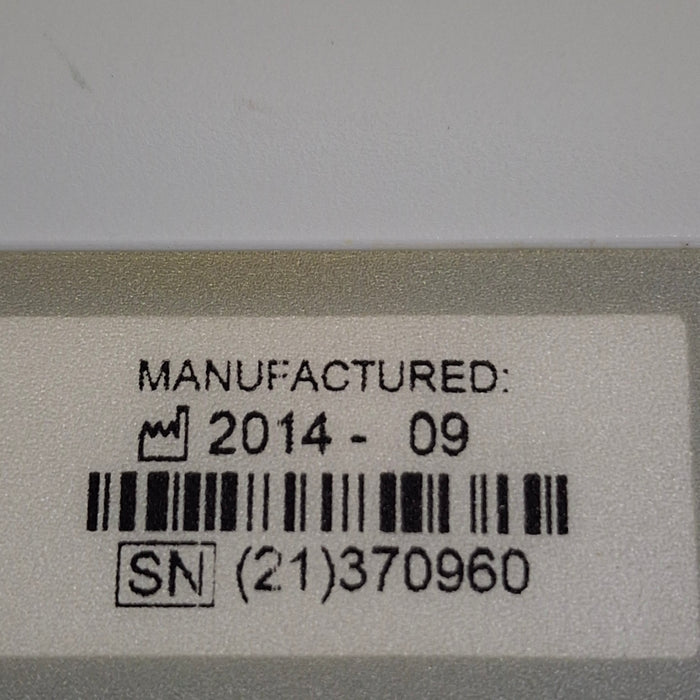 MANUFACTURED:
2014 - 09
SN (21)370960